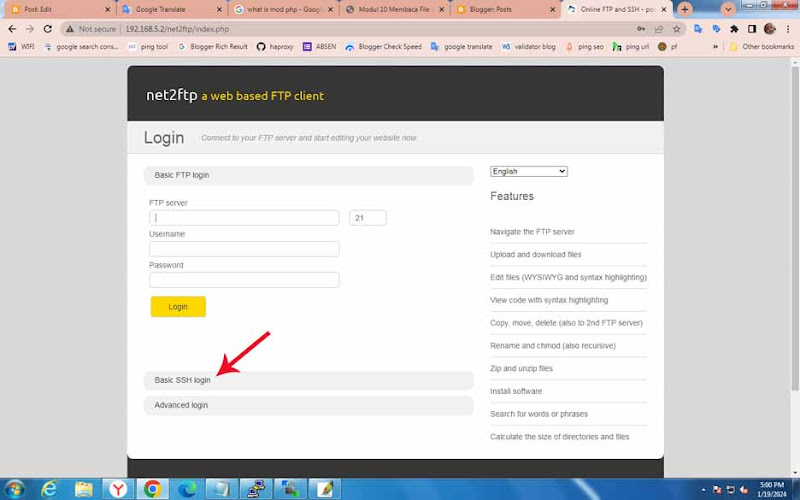 Post: Edit
Google Translate
what is mod php - Goog
Modul 10 Membaca File
Blogger: Posts
Online FTP and SSH - po
Not secure | 192.168.5.2/net2ftp/index.php
WIFI
google search cons...
ping tool
Blogger Rich Result
haproxy
ABSEN
Blogger Check Speed
google translate
validator blog
ping seo
ping url
pf
»
Other bookmarks
net2ftp a web based FTP client
Login Connect to your FTP server and start editing your website now.
Basic FTP login
FTP server
21
Username
Password
Login
Basic SSH login
Advanced login
English
Features
Navigate the FTP server
Upload and download files
Edit files (WYSIWYG and syntax highlighting)
View code with syntax highlighting
Copy, move, delete (also to 2nd FTP server)
Rename and chmod (also recursive)
Zip and unzip files
Install software
Search for words or phrases
Calculate the size of directories and files
5:00 PM
1/19/2024